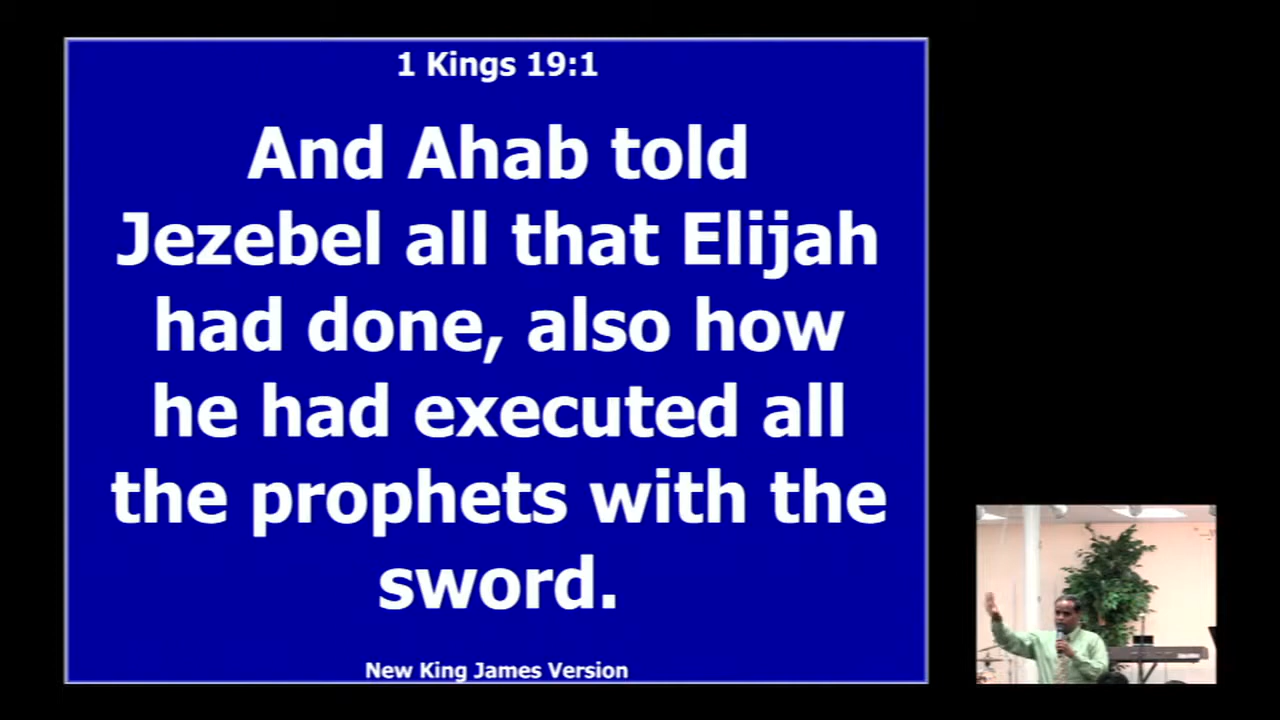 1 Kings 19:1
And Ahab told
Jezebel all that Elijah
had done, also how
he had executed all
the prophets with the
sword.
New King James Version